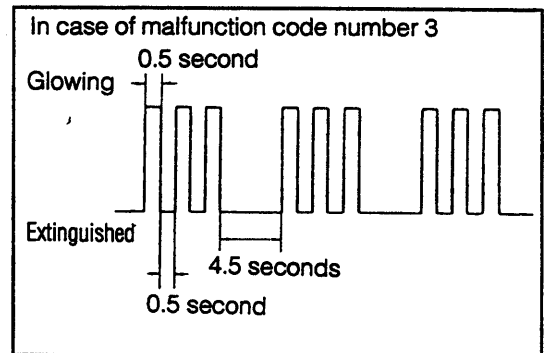 In case of malfunction code number 3
0.5 second
Glowing
Extinguished
4.5 seconds
0.5 second